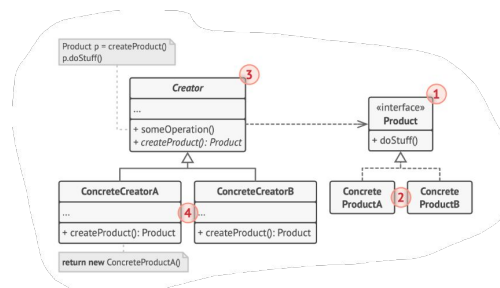 Product p = createProduct()
p.doStuff()
3
Creator
...
+ someOperation()
+ createProduct(): Product
1
«interface»
Product
+ doStuff()
ConcreteCreatorA
...
+ createProduct(): Product
4
ConcreteCreatorB
...
+ createProduct(): Product
Concrete
ProductA
2
Concrete
ProductB
return new ConcreteProductA()